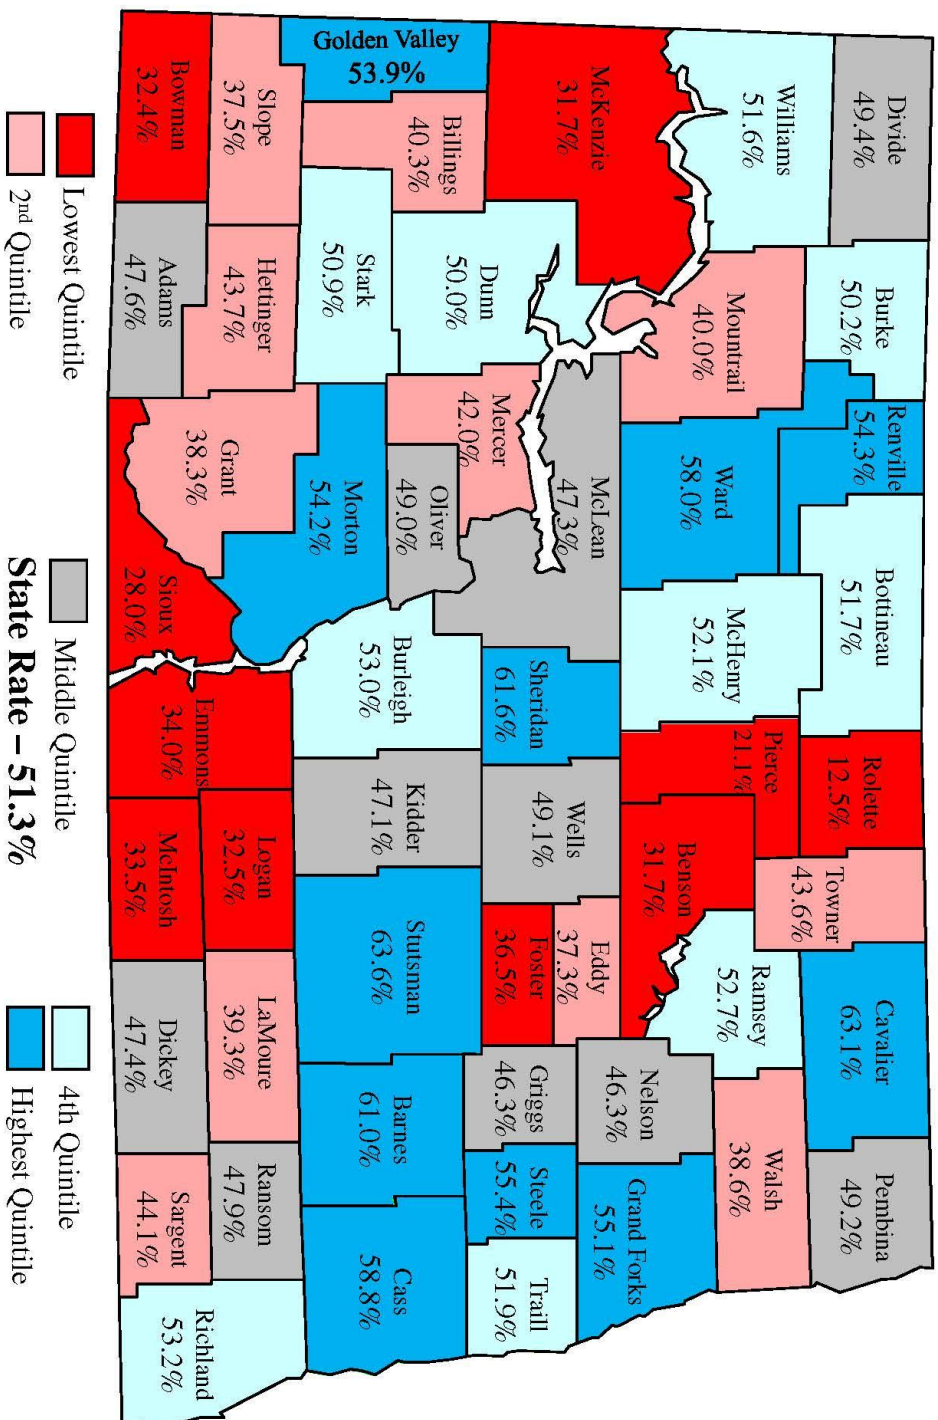 Divide
49.4%
Burke
50.2%
Renville
54.3%
Bottineau
51.7%
Rolette
12.5%
Towner
43.6%
Cavalier
63.1%
Pembina
49.2%
Williams
51.6%
Mountrail
40.0%
Ward
58.0%
McHenry
52.1%
Pierce
21.1%
Benson
31.7%
Ramsey
52.7%
Walsh
38.6%
McKenzie
31.7%
McLean
47.3%
Sheridan
61.6%
Wells
49.1%
Eddy
37.3%
Foster
36.5%
Nelson
46.3%
Grand Forks
55.1%
Golden Valley
53.9%
Billings
40.3%
Dunn
50.0%
Mercer
42.0%
Oliver
49.0%
Griggs
46.3%
Steele
55.4%
Traill
51.9%
Stark
50.9%
Morton
54.2%
Burleigh
53.0%
Kidder
47.1%
Stutsman
63.6%
Barnes
61.0%
Cass
58.8%
Slope
37.5%
Hettinger
43.7%
Grant
38.3%
Emmons
34.0%
Logan
32.5%
LaMoure
39.3%
Ransom
47.9%
Richland
53.2%
Bowman
32.4%
Adams
47.6%
Sioux
28.0%
McIntosh
33.5%
Dickey
47.4%
Sargent
44.1%
Lowest Quintile
2nd Quintile
Middle Quintile
State Rate – 51.3%
4th Quintile
Highest Quintile